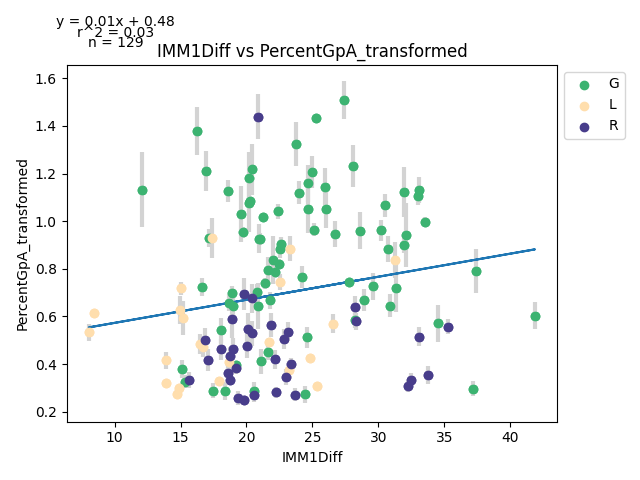 y = 0.01x + 0.48
r^2 = 0.03
n = 129
IMM1Diff vs PercentGpA_transformed
G
L
R
1.6
1.4
1.2
1.0
0.8
0.6
0.4
0.2
PercentGpA_transformed
10 15 20 25 30 35 40
IMM1Diff